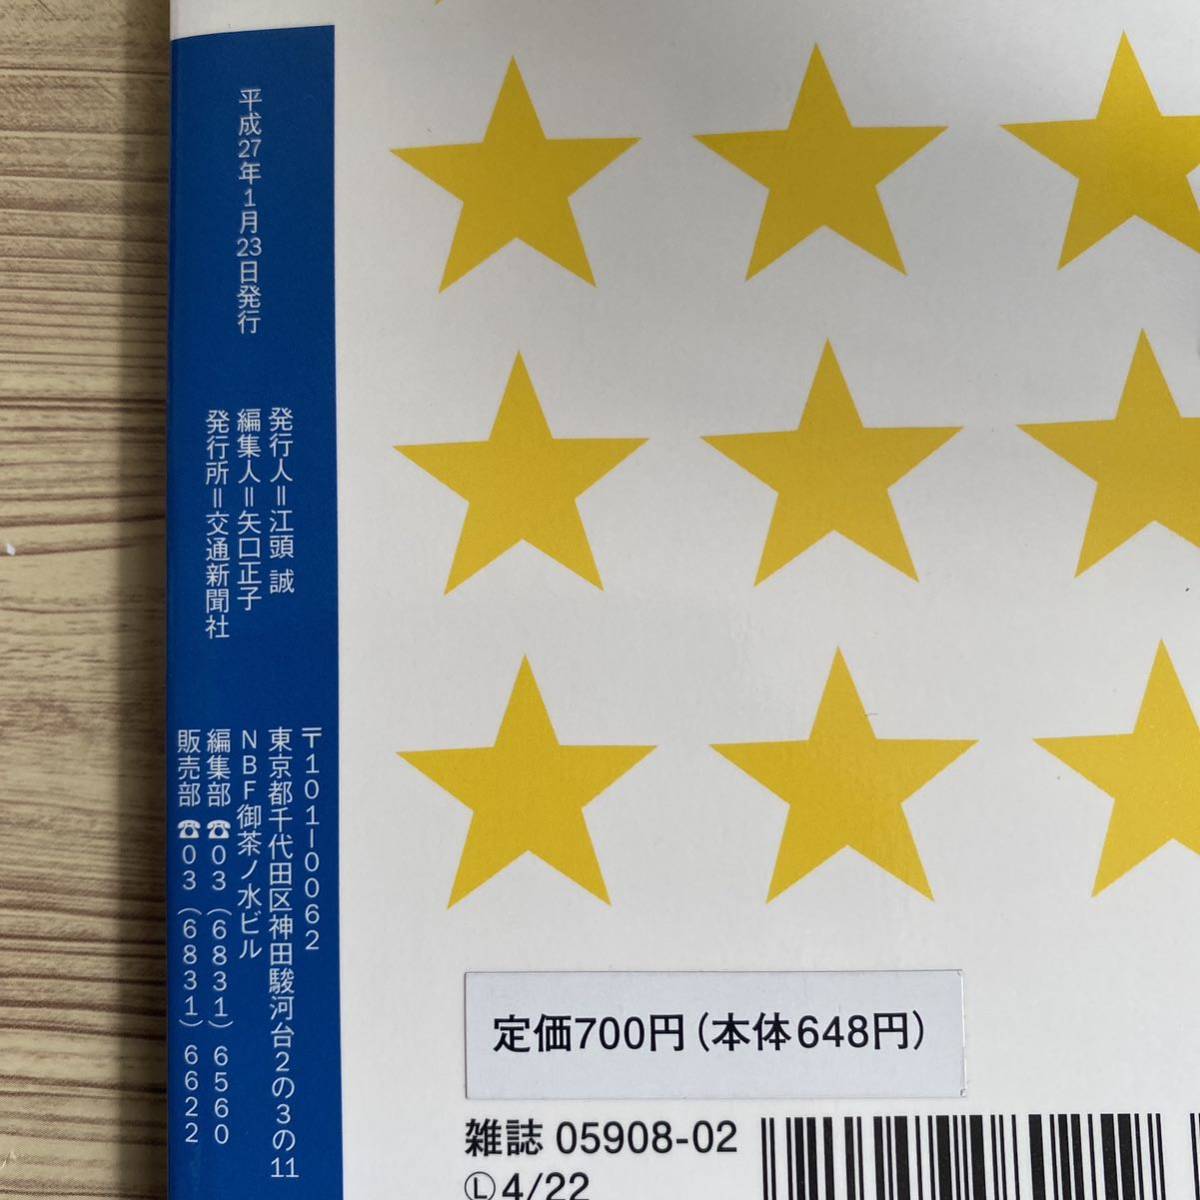 平成27年1月23日発行
発行人＝江頭 誠
編集人＝矢口正子
発行所＝交通新聞社
〒101-0062
東京都千代田区神田駿河台2の3の11
NBF御茶ノ水ビル
編集部 ☎03（6831）6560
販売部 ☎03（6831）6622
定価700円（本体648円）
雑誌 05908-02
Ⓛ4/22